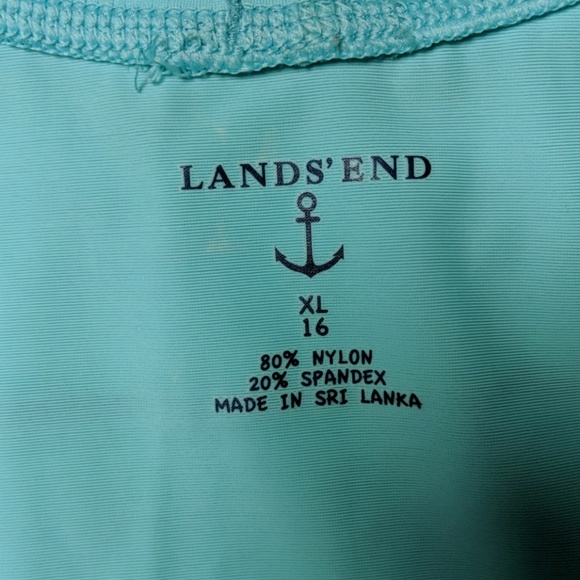 LANDS' END
XL
16
80% NYLON
20% SPANDEX
MADE IN SRI LANKA